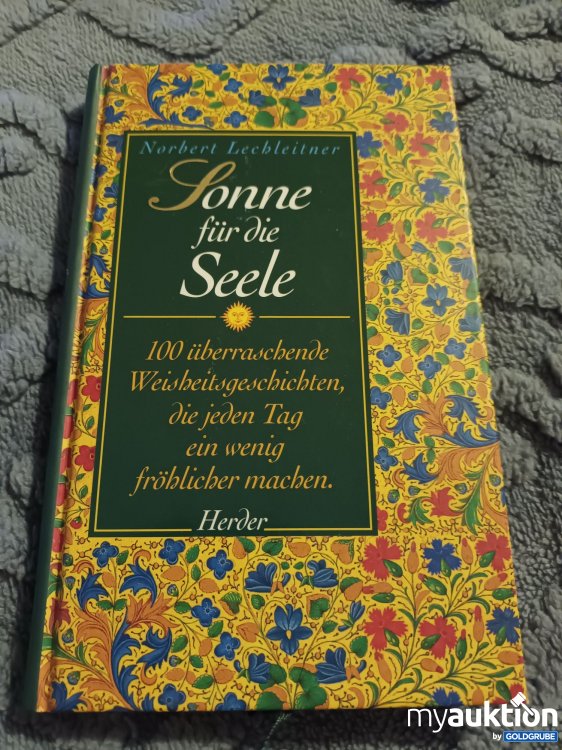 Norbert Lechleitner
Sonne
für die
Seele
100 überraschende
Weisheitsgeschichten,
die jeden Tag
ein wenig
fröhlicher machen.
Herder
myauktion
by GOLDGRUBE